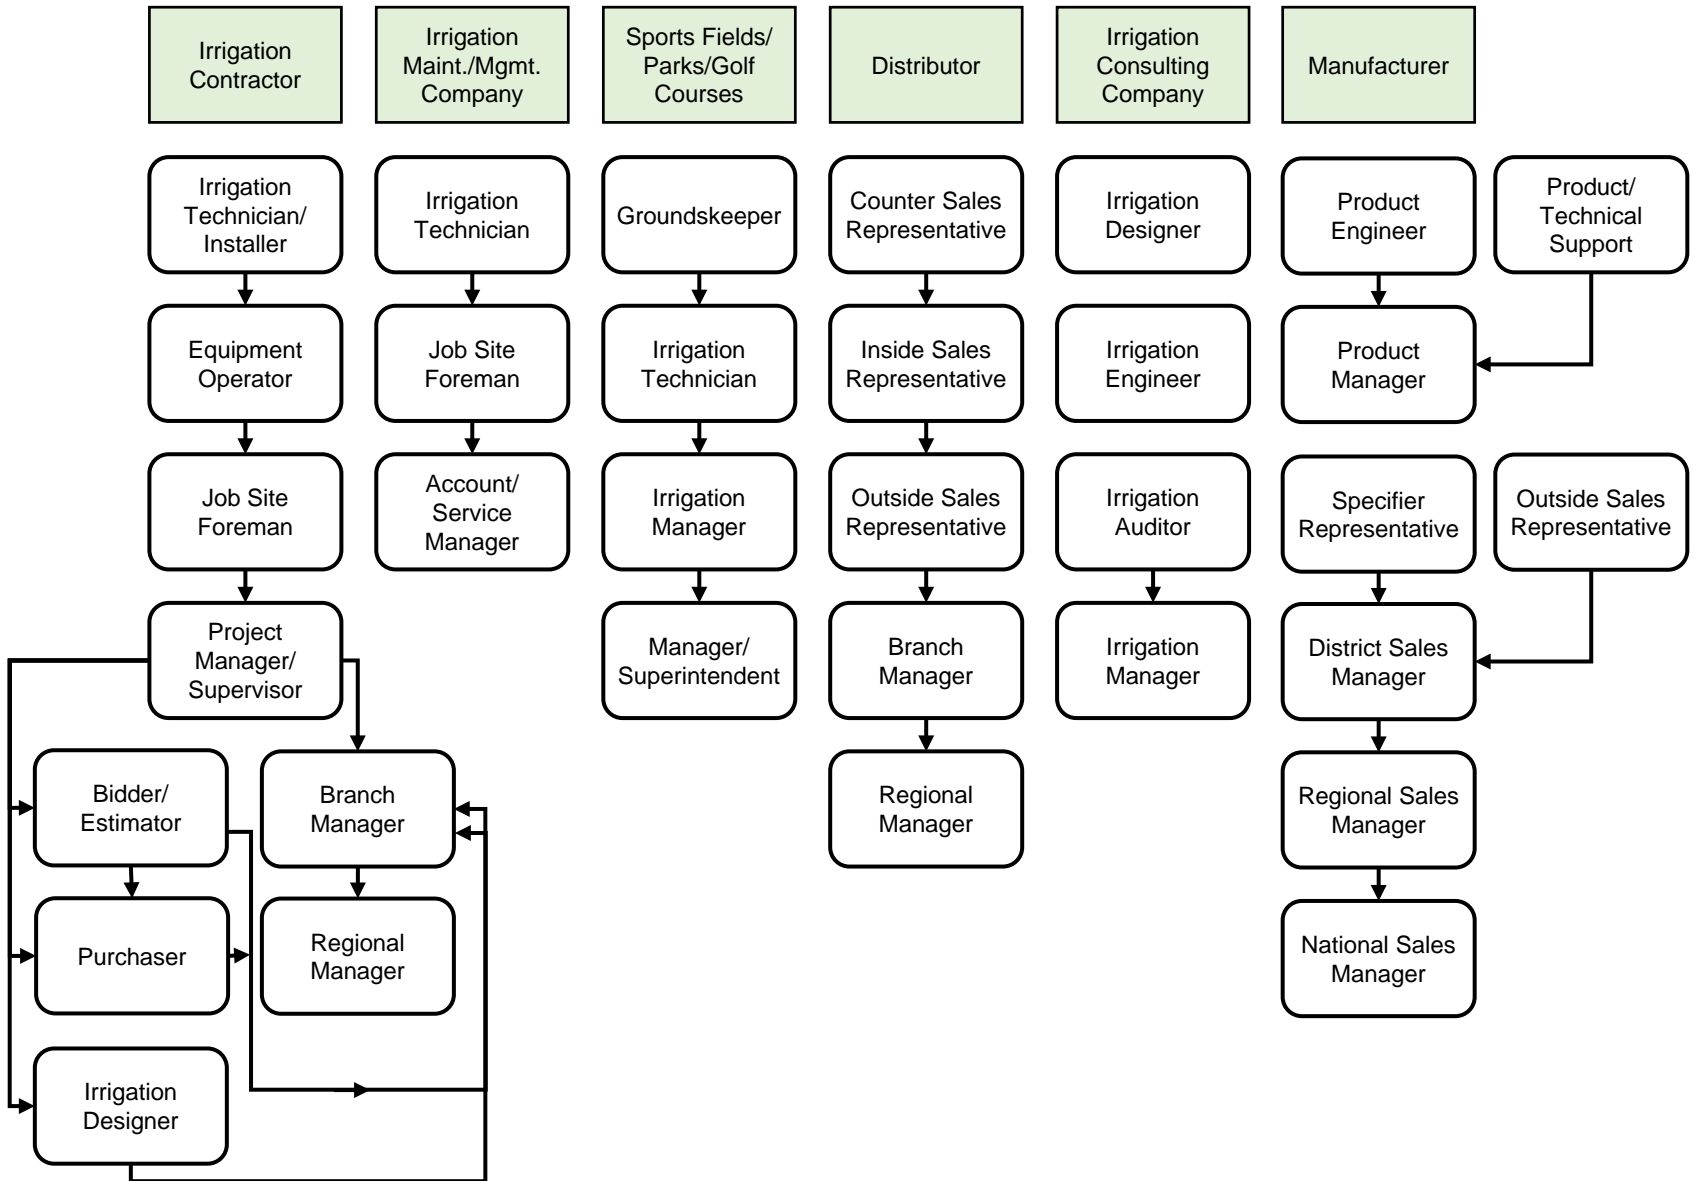 Irrigation
Contractor
Irrigation
Maint./Mgmt.
Company
Sports Fields/
Parks/Golf
Courses
Distributor
Irrigation
Consulting
Company
Manufacturer
Irrigation
Technician/
Installer
Irrigation
Technician
Groundskeeper
Counter Sales
Representative
Irrigation
Designer
Product
Engineer
Product/
Technical
Support
Equipment
Operator
Job Site
Foreman
Irrigation
Technician
Inside Sales
Representative
Irrigation
Engineer
Product
Manager
Job Site
Foreman
Account/
Service
Manager
Irrigation
Manager
Outside Sales
Representative
Irrigation
Auditor
Specifier
Representative
Outside Sales
Representative
Project
Manager/
Supervisor
Manager/
Superintendent
Branch
Manager
Irrigation
Manager
District Sales
Manager
Bidder/
Estimator
Branch
Manager
Regional
Manager
Regional Sales
Manager
Purchaser
Regional
Manager
National Sales
Manager
Irrigation
Designer